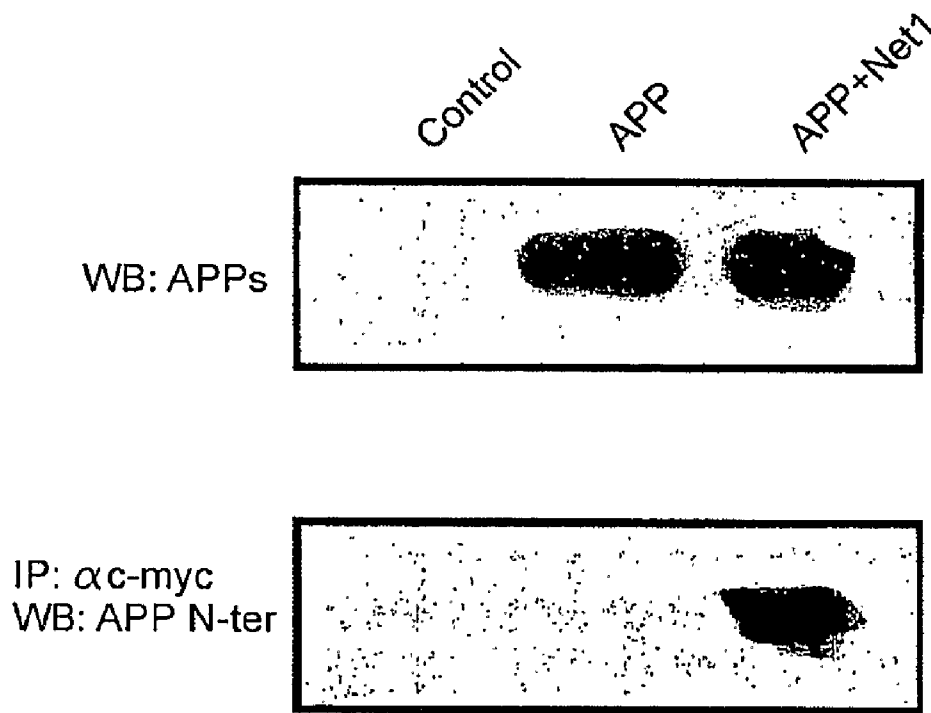 Control
APP
APP+Net1
WB: APPs
IP: αc-myc
WB: APP N-ter